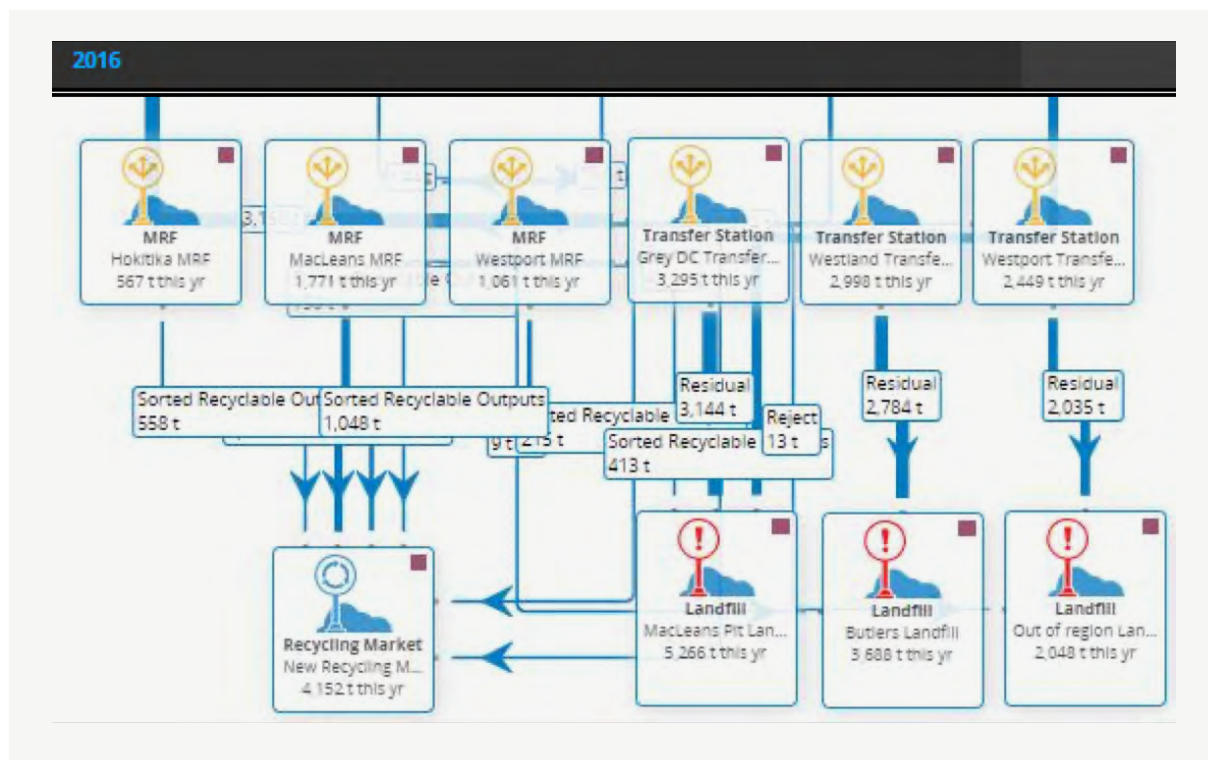 2016
MRF
Hokitika MRF
567 t this yr
MRF
MacLeans MRF
1,771 t this yr
MRF
Westport MRF
1,061 t this yr
Transfer Station
Grey DC Transfer...
3,295 t this yr
Transfer Station
Westland Transfe...
2,998 t this yr
Transfer Station
Westport Transfe...
2,449 t this yr
t
Sorted Recyclable Out
558 t
Sorted Recyclable Outputs
1,048 t
9 t
ted Recyclable
215 t
Residual
3,144 t
Sorted Recyclable s
413 t
Reject
13 t
Residual
2,784 t
Residual
2,035 t
Recycling Market
New Recycling M...
4,152 t this yr
Landfill
MacLeans Pit Lan...
5,266 t this yr
Landfill
Butlers Landfill
3,688 t this yr
Landfill
Out of region Lan...
2,048 t this yr